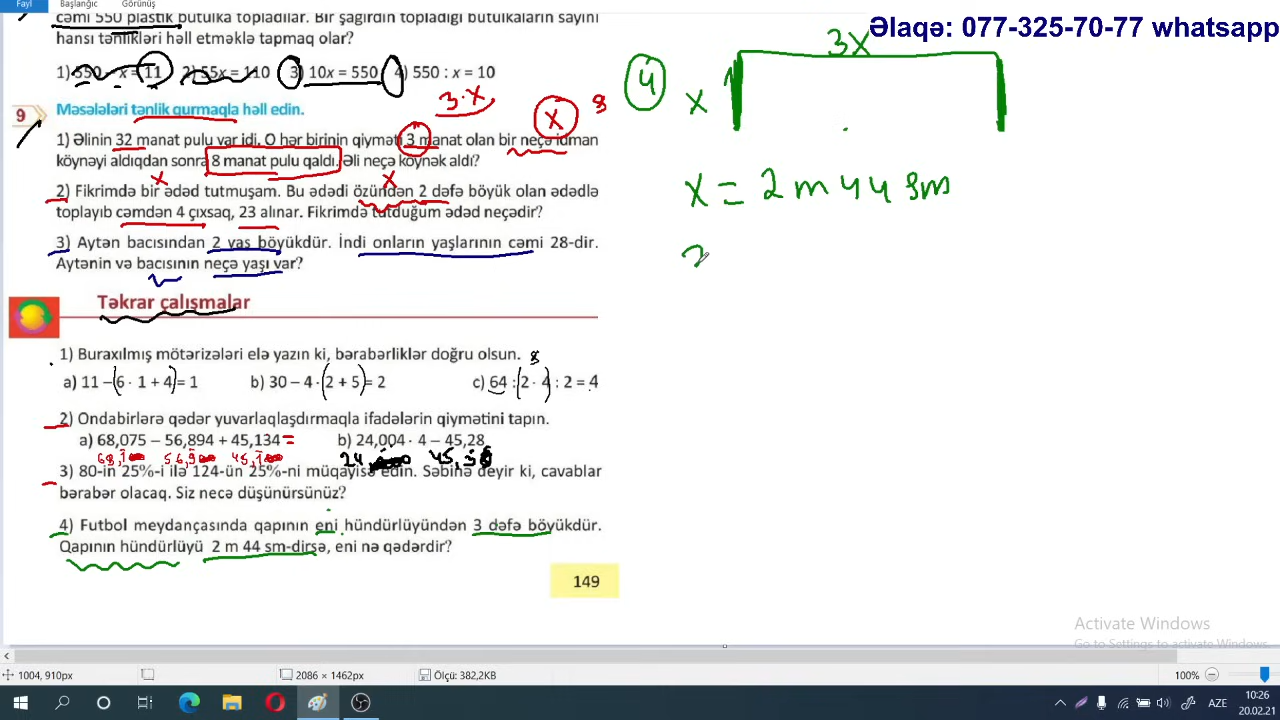 Fayl Başlanğıc Görünüş
Əlaqə: 077-325-70-77 whatsapp
cəmi 550 plastik butulka topladılar. Bir şagirdin topladığı butulkaların sayını
hansı tənlikləri həll etməklə tapmaq olar?
1) 550 - x = 11 2) 55x = 110 3) 10x = 550 4) 550 : x = 10
9 Məsələləri tənlik qurmaqla həll edin.
3·x
x
8
1) Əlinin 32 manat pulu var idi. O hər birinin qiyməti 3 manat olan bir neçə idman
köynəyi aldıqdan sonra 8 manat pulu qaldı. Əli neçə köynək aldı?
x x
2) Fikrimdə bir ədəd tutmuşam. Bu ədədi özündən 2 dəfə böyük olan ədədlə
toplayıb cəmdən 4 çıxsaq, 23 alınar. Fikrimdə tutduğum ədəd neçədir?
3) Aytən bacısından 2 yaş böyükdür. İndi onların yaşlarının cəmi 28-dir.
Aytənin və bacısının neçə yaşı var?
Təkrar çalışmalar
1) Buraxılmış mötərizələri elə yazın ki, bərabərliklər doğru olsun.
8
a) 11 –(6 · 1 + 4)= 1 b) 30 – 4 ·(2 + 5)= 2 c) 64 :(2 · 4) : 2 = 4
2) Ondabirlərə qədər yuvarlaqlaşdırmaqla ifadələrin qiymətini tapın.
a) 68,075 – 56,894 + 45,134 = b) 24,004 · 4 – 45,28
68,1 56,9 45,1 24, 45,3
3) 80-in 25%-i ilə 124-ün 25%-ni müqayisə edin. Səbinə deyir ki, cavablar
bərabər olacaq. Siz necə düşünürsünüz?
4) Futbol meydançasında qapının eni hündürlüyündən 3 dəfə böyükdür.
Qapının hündürlüyü 2 m 44 sm-dirsə, eni nə qədərdir?
149
4
3x
x
x = 2 m 44 sm
Activate Windows
Go to Settings to activate Windows.
1004, 910px 2086 × 1462px Ölçü: 382,2KB 100%
AZE
10:26
20.02.21